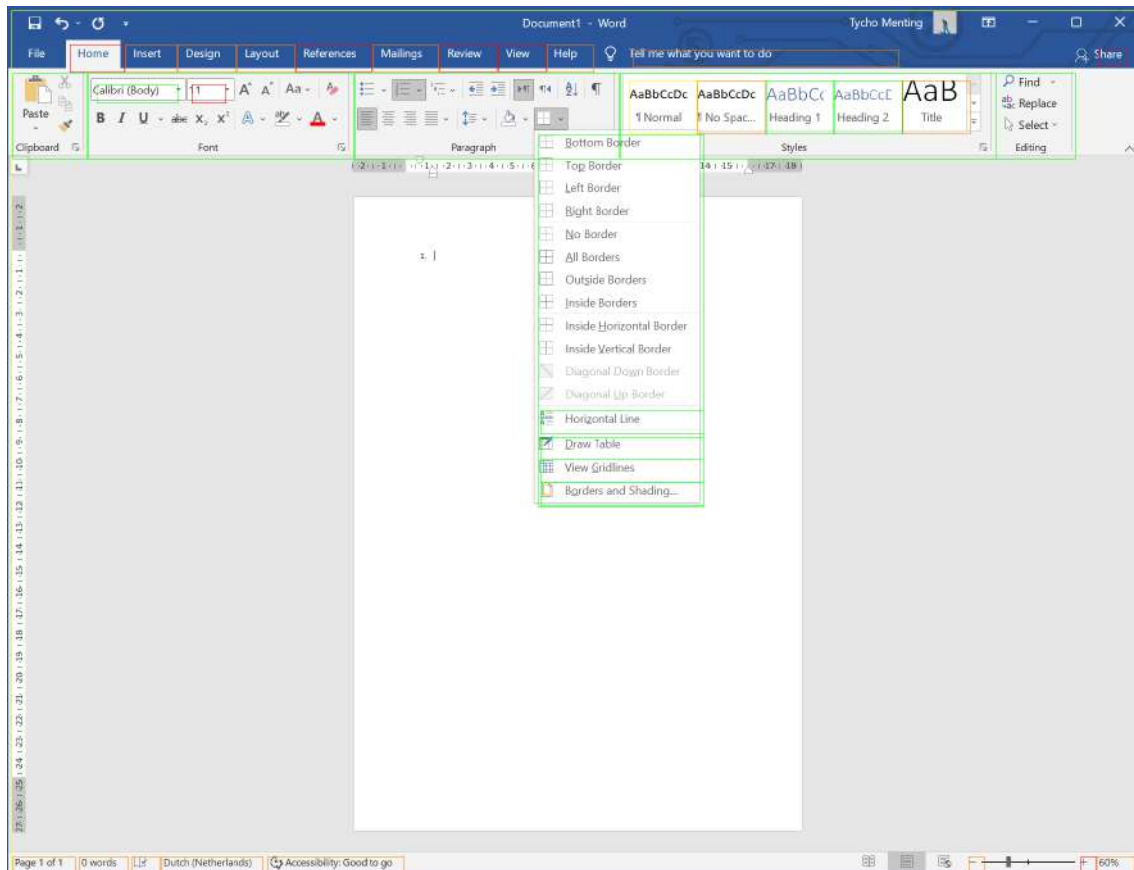 Document1 - Word
Tycho Menting
File Home Insert Design Layout References Mailings Review View Help Tell me what you want to do Share
Paste
Clipboard
Calibri (Body) 11 A A Aa
B I U abc X₂ X² A A
Font
Paragraph
AaBbCcDc AaBbCcDc AaBbCc AaBbCcE AaB
¶ Normal ¶ No Spac... Heading 1 Heading 2 Title
Styles
Find
Replace
Select
Editing
Bottom Border
Top Border
Left Border
Right Border
No Border
All Borders
Outside Borders
Inside Borders
Inside Horizontal Border
Inside Vertical Border
Diagonal Down Border
Diagonal Up Border
Horizontal Line
Draw Table
View Gridlines
Borders and Shading...
1.
Page 1 of 1 0 words Dutch (Netherlands) Accessibility: Good to go 60%